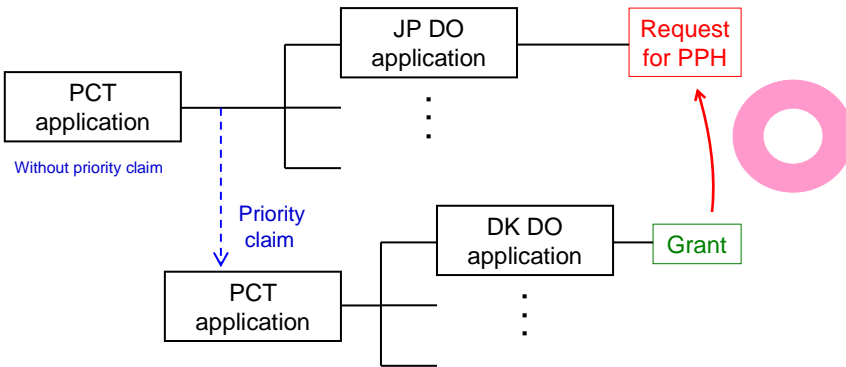 JP DO
application
Request
for PPH
PCT
application
Without priority claim
Priority
claim
DK DO
application
Grant
PCT
application